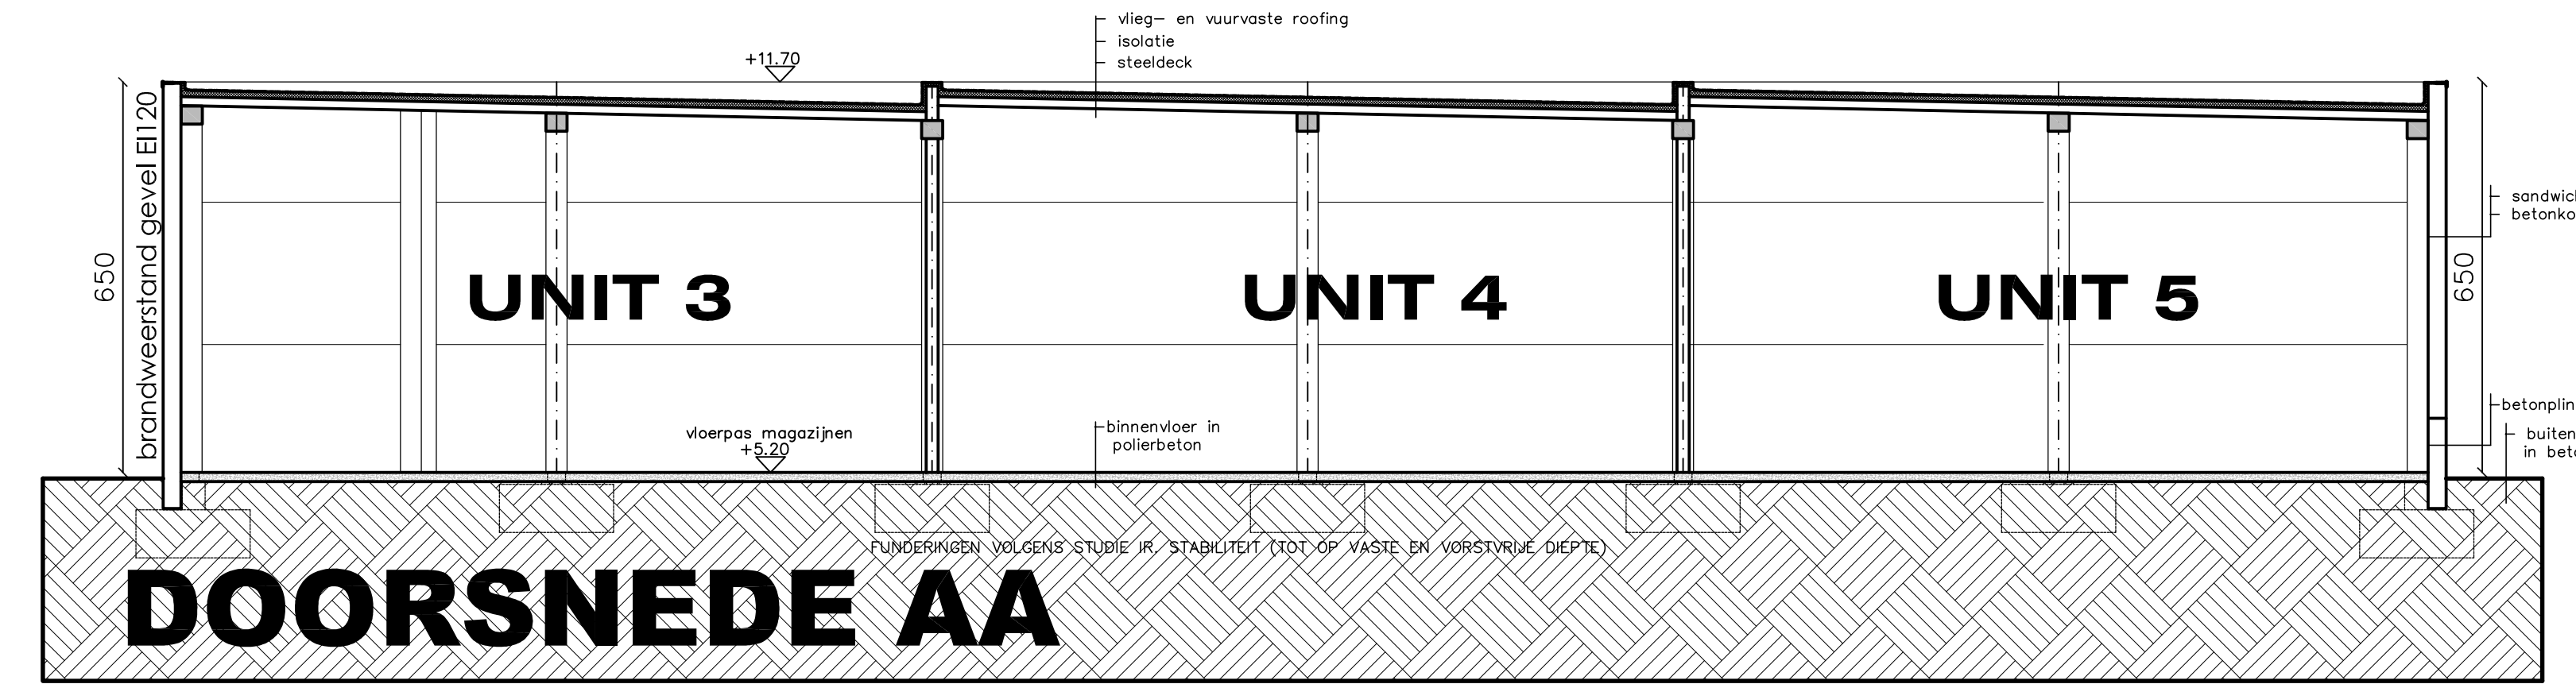 vlieg- en vuurvaste roofing
isolatie
steeldeck
+11.70
brandweerstand gevel EI120
650
UNIT 3
UNIT 4
UNIT 5
650
vloerpas magazijnen
+5.20
binnenvloer in
polierbeton
buiten
in
FUNDERINGEN VOLGENS STUDIE IR. STABILITEIT (TOT OP VASTE EN VORSTVRIJE DIEPTE)
DOORSNEDE AA